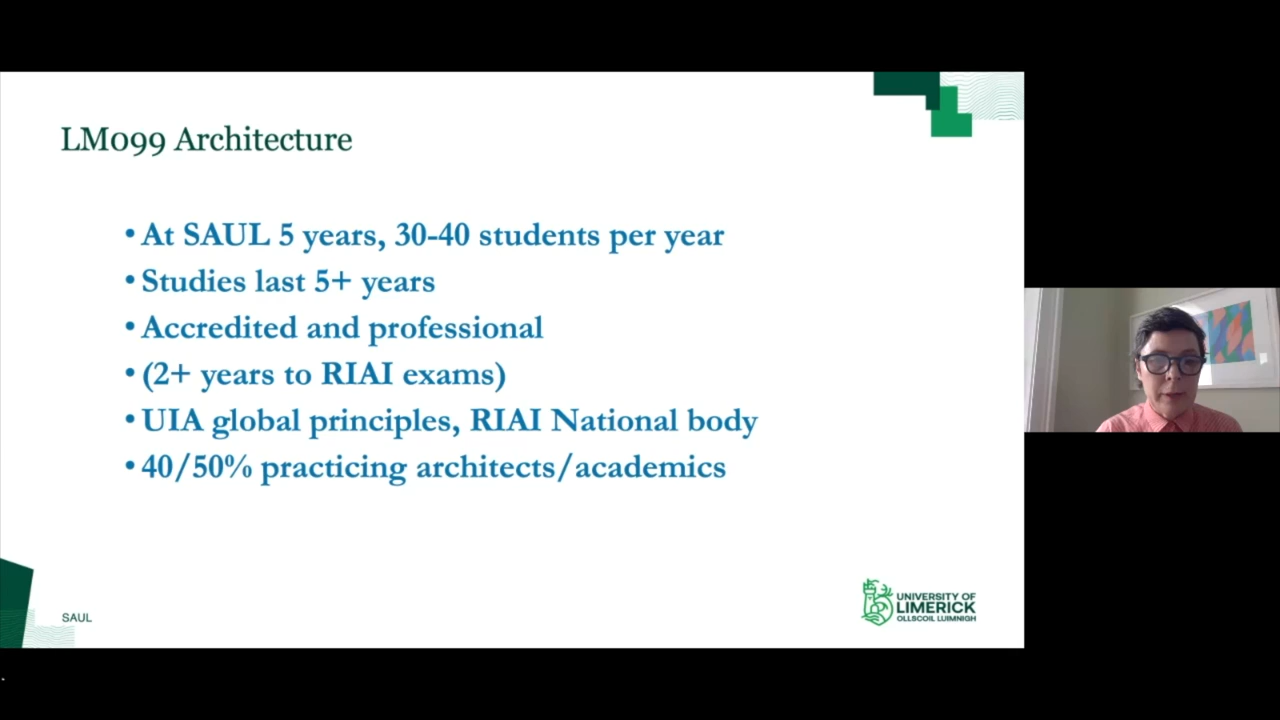 LM099 Architecture
• At SAUL 5 years, 30-40 students per year
• Studies last 5+ years
• Accredited and professional
• (2+ years to RIAI exams)
• UIA global principles, RIAI National body
• 40/50% practicing architects/academics
SAUL
UNIVERSITY OF
LIMERICK
OLLSCOIL LUIMNIGH